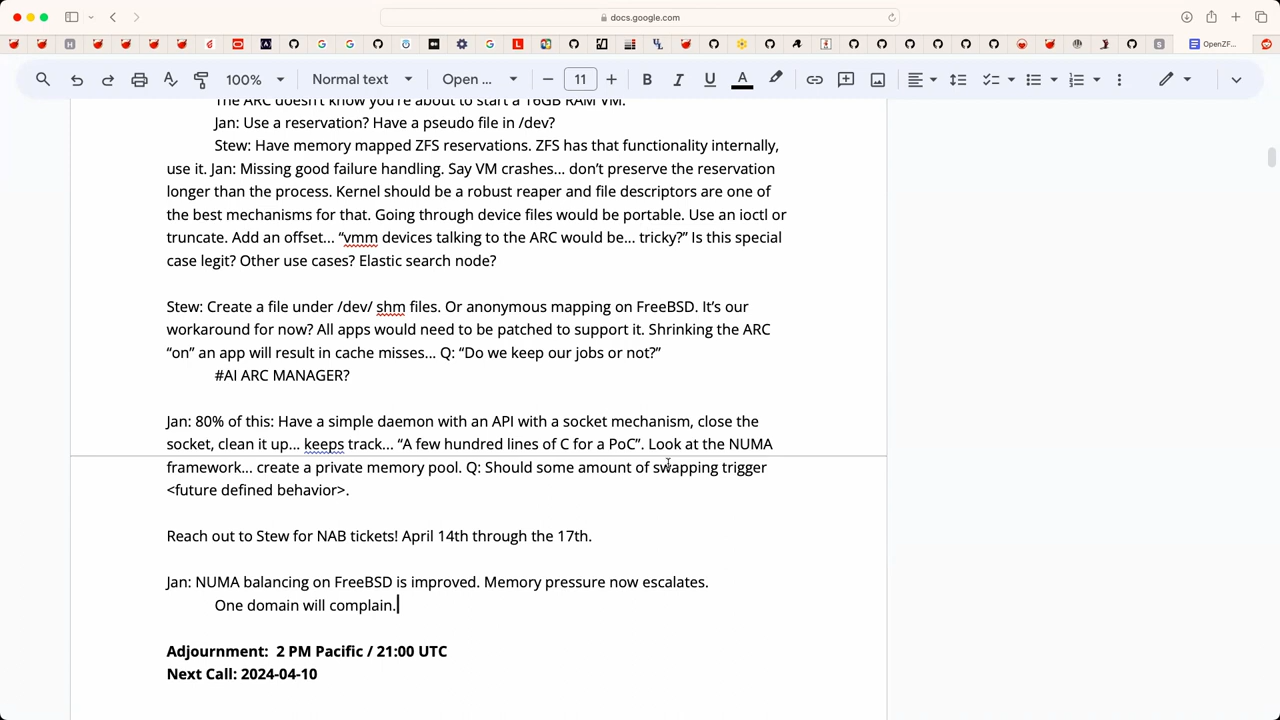 docs.google.com
OpenZF...
100%
Normal text
Open ...
11
B
I
U
A
The ARC doesn't know you're about to start a 16GB RAM VM.
Jan: Use a reservation? Have a pseudo file in /dev?
Stew: Have memory mapped ZFS reservations. ZFS has that functionality internally,
use it. Jan: Missing good failure handling. Say VM crashes... don't preserve the reservation
longer than the process. Kernel should be a robust reaper and file descriptors are one of
the best mechanisms for that. Going through device files would be portable. Use an ioctl or
truncate. Add an offset... “vmm devices talking to the ARC would be... tricky?” Is this special
case legit? Other use cases? Elastic search node?
Stew: Create a file under /dev/ shm files. Or anonymous mapping on FreeBSD. It’s our
workaround for now? All apps would need to be patched to support it. Shrinking the ARC
“on” an app will result in cache misses... Q: “Do we keep our jobs or not?”
#AI ARC MANAGER?
Jan: 80% of this: Have a simple daemon with an API with a socket mechanism, close the
socket, clean it up... keeps track... “A few hundred lines of C for a PoC”. Look at the NUMA
framework... create a private memory pool. Q: Should some amount of swapping trigger
<future defined behavior>.
Reach out to Stew for NAB tickets! April 14th through the 17th.
Jan: NUMA balancing on FreeBSD is improved. Memory pressure now escalates.
One domain will complain.
Adjournment:  2 PM Pacific / 21:00 UTC
Next Call: 2024-04-10